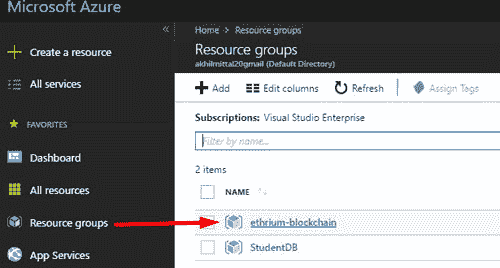 Microsoft Azure
Create a resource
All services
FAVORITES
Dashboard
All resources
Resource groups
App Services
Home > Resource groups
Resource groups
akhilmittal20gmail (Default Directory)
Add Edit columns Refresh Assign Tags
Subscriptions: Visual Studio Enterprise
Filter by name...
2 items
NAME
ethrium-blockchain
StudentDB